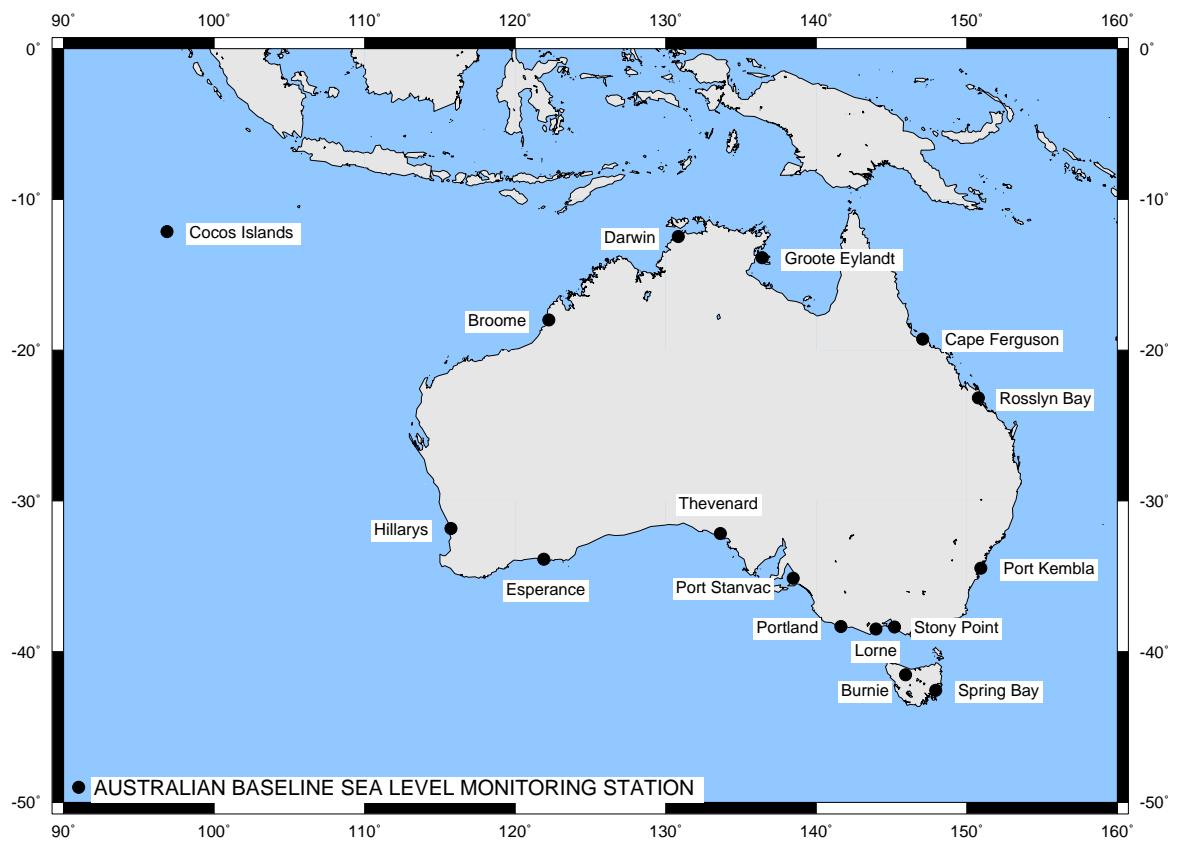 90˚ 100˚ 110˚ 120˚ 130˚ 140˚ 150˚ 160˚
0˚ 0˚
-10˚ -10˚
Cocos Islands
Darwin
Groote Eylandt
Broome
Cape Ferguson
-20˚ -20˚
Rosslyn Bay
-30˚ -30˚
Thevenard
Hillarys
Port Kembla
Esperance
Port Stanvac
Portland
Stony Point
Lorne
-40˚ -40˚
Burnie
Spring Bay
AUSTRALIAN BASELINE SEA LEVEL MONITORING STATION
-50˚ -50˚
90˚ 100˚ 110˚ 120˚ 130˚ 140˚ 150˚ 160˚